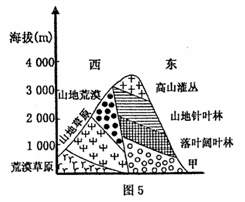 海拔(m)
西 东
4 000
3 000
2 000
1 000
0
山地荒漠
山地草原
荒漠草原
高山灌丛
山地针叶林
落叶阔叶林
甲
图5